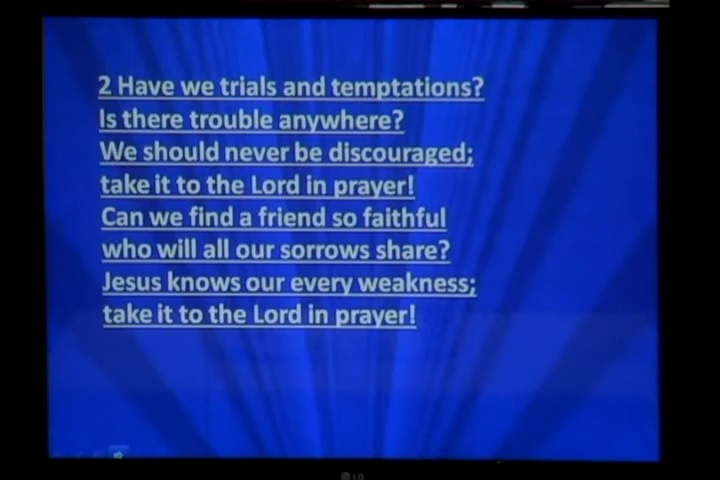 2 Have we trials and temptations?
Is there trouble anywhere?
We should never be discouraged;
take it to the Lord in prayer!
Can we find a friend so faithful
who will all our sorrows share?
Jesus knows our every weakness;
take it to the Lord in prayer!
LG